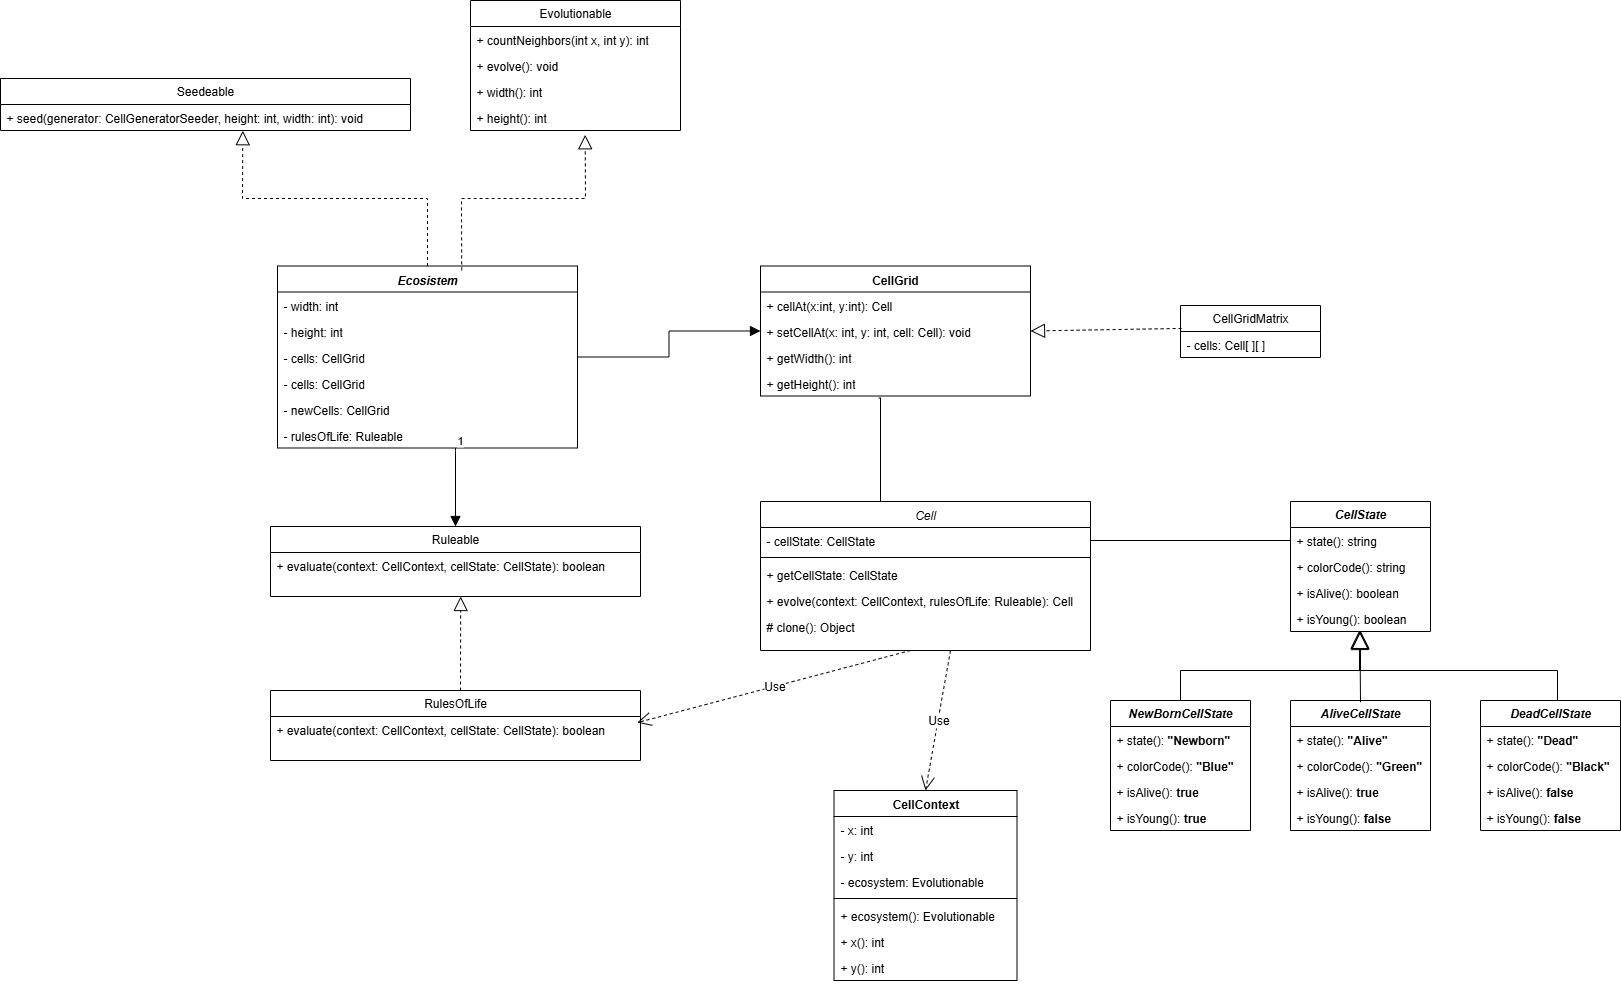 Evolutionable
+ countNeighbors(int x, int y): int
+ evolve(): void
+ width(): int
+ height(): int
Seedeable
+ seed(generator: CellGeneratorSeeder, height: int, width: int): void
Ecosistem
- width: int
- height: int
- cells: CellGrid
- cells: CellGrid
- newCells: CellGrid
- rulesOfLife: Ruleable
1
CellGrid
+ cellAt(x:int, y:int): Cell
+ setCellAt(x: int, y: int, cell: Cell): void
+ getWidth(): int
+ getHeight(): int
CellGridMatrix
- cells: Cell[ ][ ]
Ruleable
+ evaluate(context: CellContext, cellState: CellState): boolean
Cell
- cellState: CellState
+ getCellState: CellState
+ evolve(context: CellContext, rulesOfLife: Ruleable): Cell
# clone(): Object
CellState
+ state(): string
+ colorCode(): string
+ isAlive(): boolean
+ isYoung(): boolean
RulesOfLife
+ evaluate(context: CellContext, cellState: CellState): boolean
Use
Use
NewBornCellState
+ state(): "Newborn"
+ colorCode(): "Blue"
+ isAlive(): true
+ isYoung(): true
AliveCellState
+ state(): "Alive"
+ colorCode(): "Green"
+ isAlive(): true
+ isYoung(): false
DeadCellState
+ state(): "Dead"
+ colorCode(): "Black"
+ isAlive(): false
+ isYoung(): false
CellContext
- x: int
- y: int
- ecosystem: Evolutionable
+ ecosystem(): Evolutionable
+ x(): int
+ y(): int